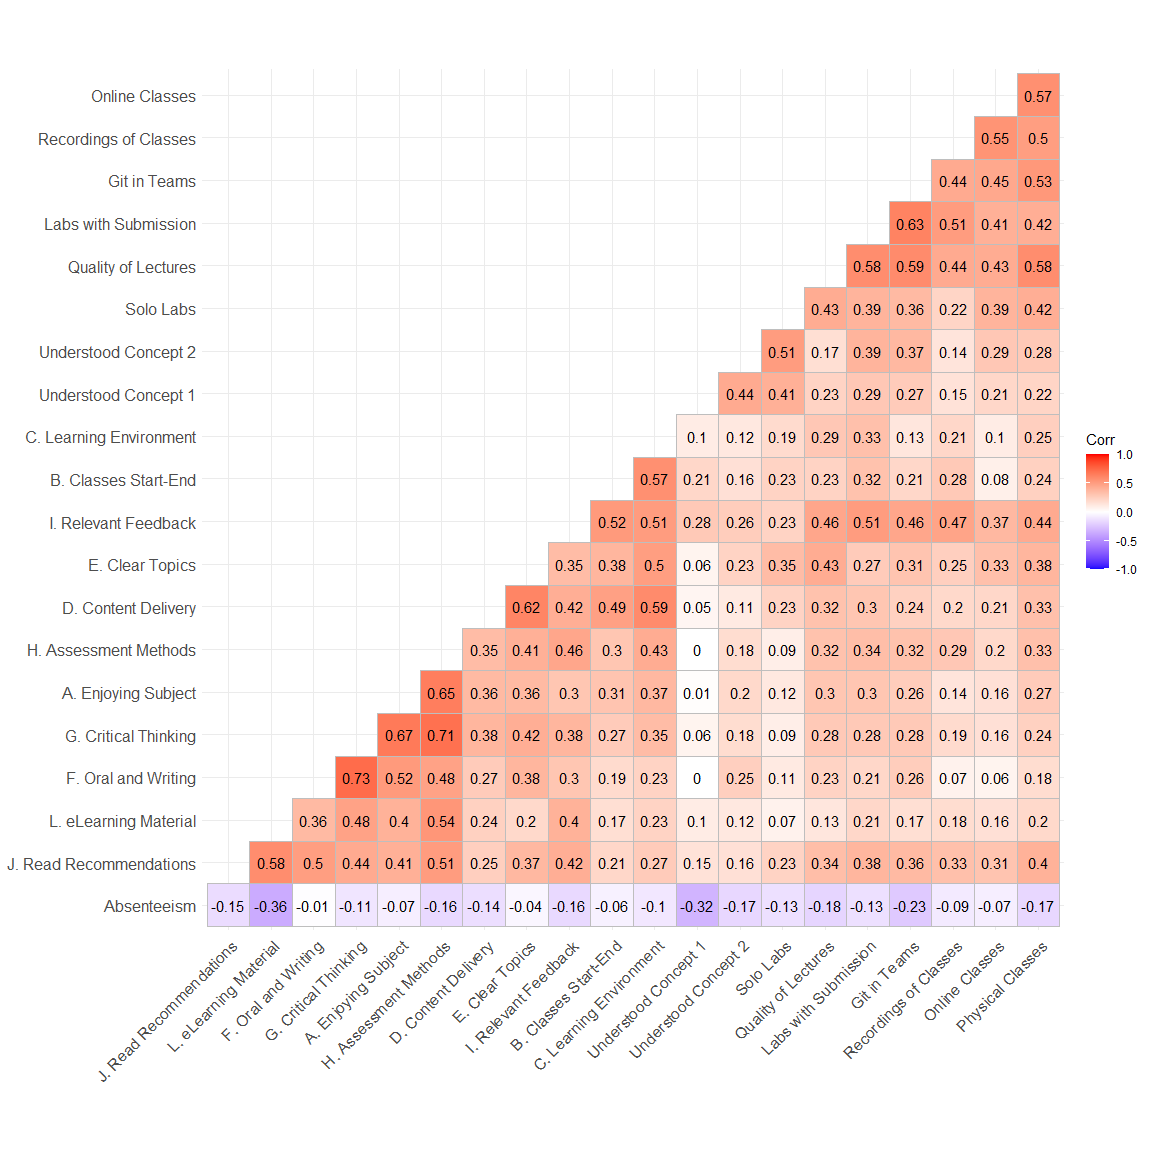 Online Classes 0.57
Recordings of Classes 0.55 0.5
Git in Teams 0.44 0.45 0.53
Labs with Submission 0.63 0.51 0.41 0.42
Quality of Lectures 0.58 0.59 0.44 0.43 0.58
Solo Labs 0.43 0.39 0.36 0.22 0.39 0.42
Understood Concept 2 0.51 0.17 0.39 0.37 0.14 0.29 0.28
Understood Concept 1 0.44 0.41 0.23 0.29 0.27 0.15 0.21 0.22
C. Learning Environment 0.1 0.12 0.19 0.29 0.33 0.13 0.21 0.1 0.25
B. Classes Start-End 0.57 0.21 0.16 0.23 0.23 0.32 0.21 0.28 0.08 0.24
I. Relevant Feedback 0.52 0.51 0.28 0.26 0.23 0.46 0.51 0.46 0.47 0.37 0.44
E. Clear Topics 0.35 0.38 0.5 0.06 0.23 0.35 0.43 0.27 0.31 0.25 0.33 0.38
D. Content Delivery 0.62 0.42 0.49 0.59 0.05 0.11 0.23 0.32 0.3 0.24 0.2 0.21 0.33
H. Assessment Methods 0.35 0.41 0.46 0.3 0.43 0 0.18 0.09 0.32 0.34 0.32 0.29 0.2 0.33
A. Enjoying Subject 0.65 0.36 0.36 0.3 0.31 0.37 0.01 0.2 0.12 0.3 0.3 0.26 0.14 0.16 0.27
G. Critical Thinking 0.67 0.71 0.38 0.42 0.38 0.27 0.35 0.06 0.18 0.09 0.28 0.28 0.28 0.19 0.16 0.24
F. Oral and Writing 0.73 0.52 0.48 0.27 0.38 0.3 0.19 0.23 0 0.25 0.11 0.23 0.21 0.26 0.07 0.06 0.18
L. eLearning Material 0.36 0.48 0.4 0.54 0.24 0.2 0.4 0.17 0.23 0.1 0.12 0.07 0.13 0.21 0.17 0.18 0.16 0.2
J. Read Recommendations 0.58 0.5 0.44 0.41 0.51 0.25 0.37 0.42 0.21 0.27 0.15 0.16 0.23 0.34 0.38 0.36 0.33 0.31 0.4
Absenteeism -0.15 -0.36 -0.01 -0.11 -0.07 -0.16 -0.14 -0.04 -0.16 -0.06 -0.1 -0.32 -0.17 -0.13 -0.18 -0.13 -0.23 -0.09 -0.07 -0.17
J. Read Recommendations
L. eLearning Material
F. Oral and Writing
G. Critical Thinking
A. Enjoying Subject
H. Assessment Methods
D. Content Delivery
E. Clear Topics
I. Relevant Feedback
B. Classes Start-End
C. Learning Environment
Understood Concept 1
Understood Concept 2
Solo Labs
Quality of Lectures
Labs with Submission
Git in Teams
Recordings of Classes
Online Classes
Physical Classes
Corr
1.0
0.5
0.0
-0.5
-1.0